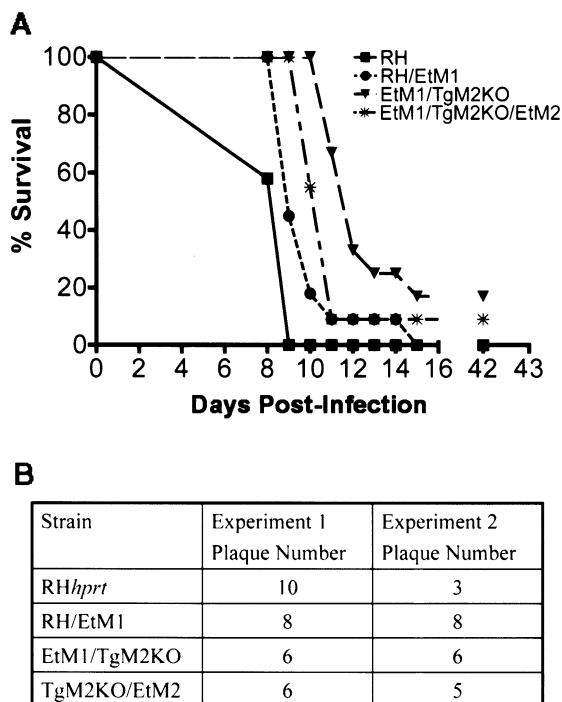 A
RH
RH/EtM1
EtM1/TgM2KO
EtM1/TgM2KO/EtM2
% Survival
100
80
60
40
20
0
0 2 4 6 8 10 12 14 16 42 43
Days Post-Infection
B
Strain Experiment 1 Plaque Number Experiment 2 Plaque Number
RHhprt 10 3
RH/EtM1 8 8
EtM1/TgM2KO 6 6
TgM2KO/EtM2 6 5